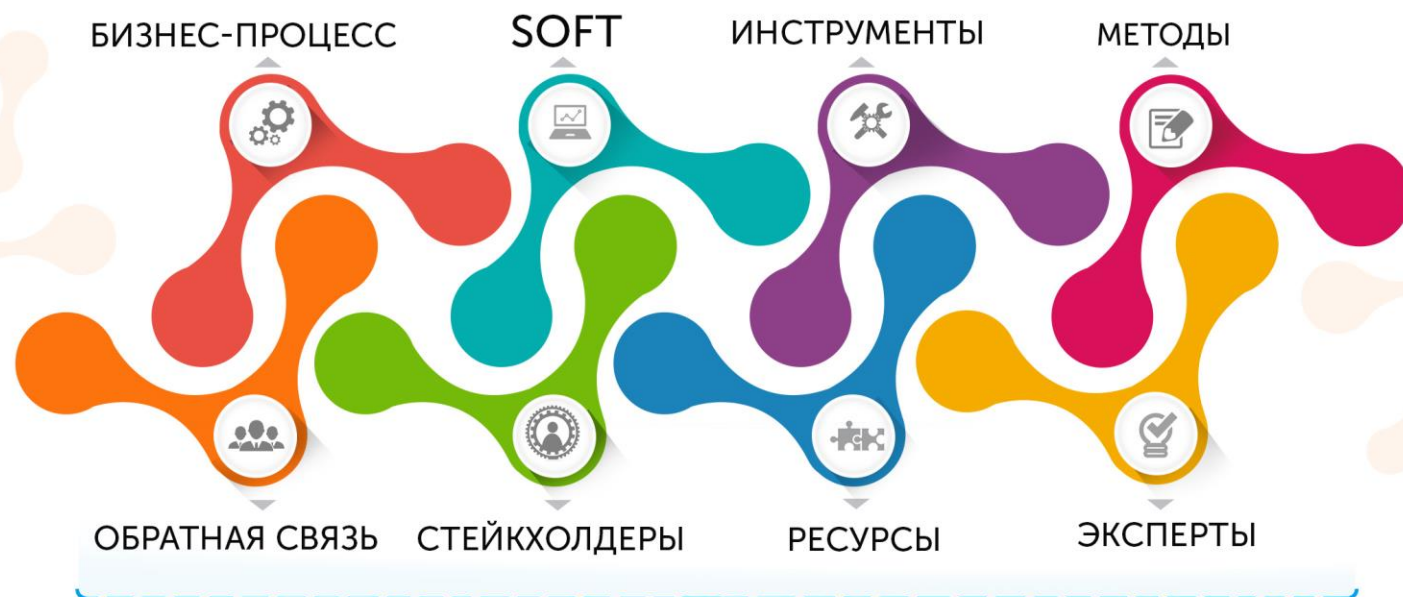 БИЗНЕС-ПРОЦЕСС
SOFT
ИНСТРУМЕНТЫ
МЕТОДЫ
ОБРАТНАЯ СВЯЗЬ
СТЕЙКХОЛДЕРЫ
РЕСУРСЫ
ЭКСПЕРТЫ